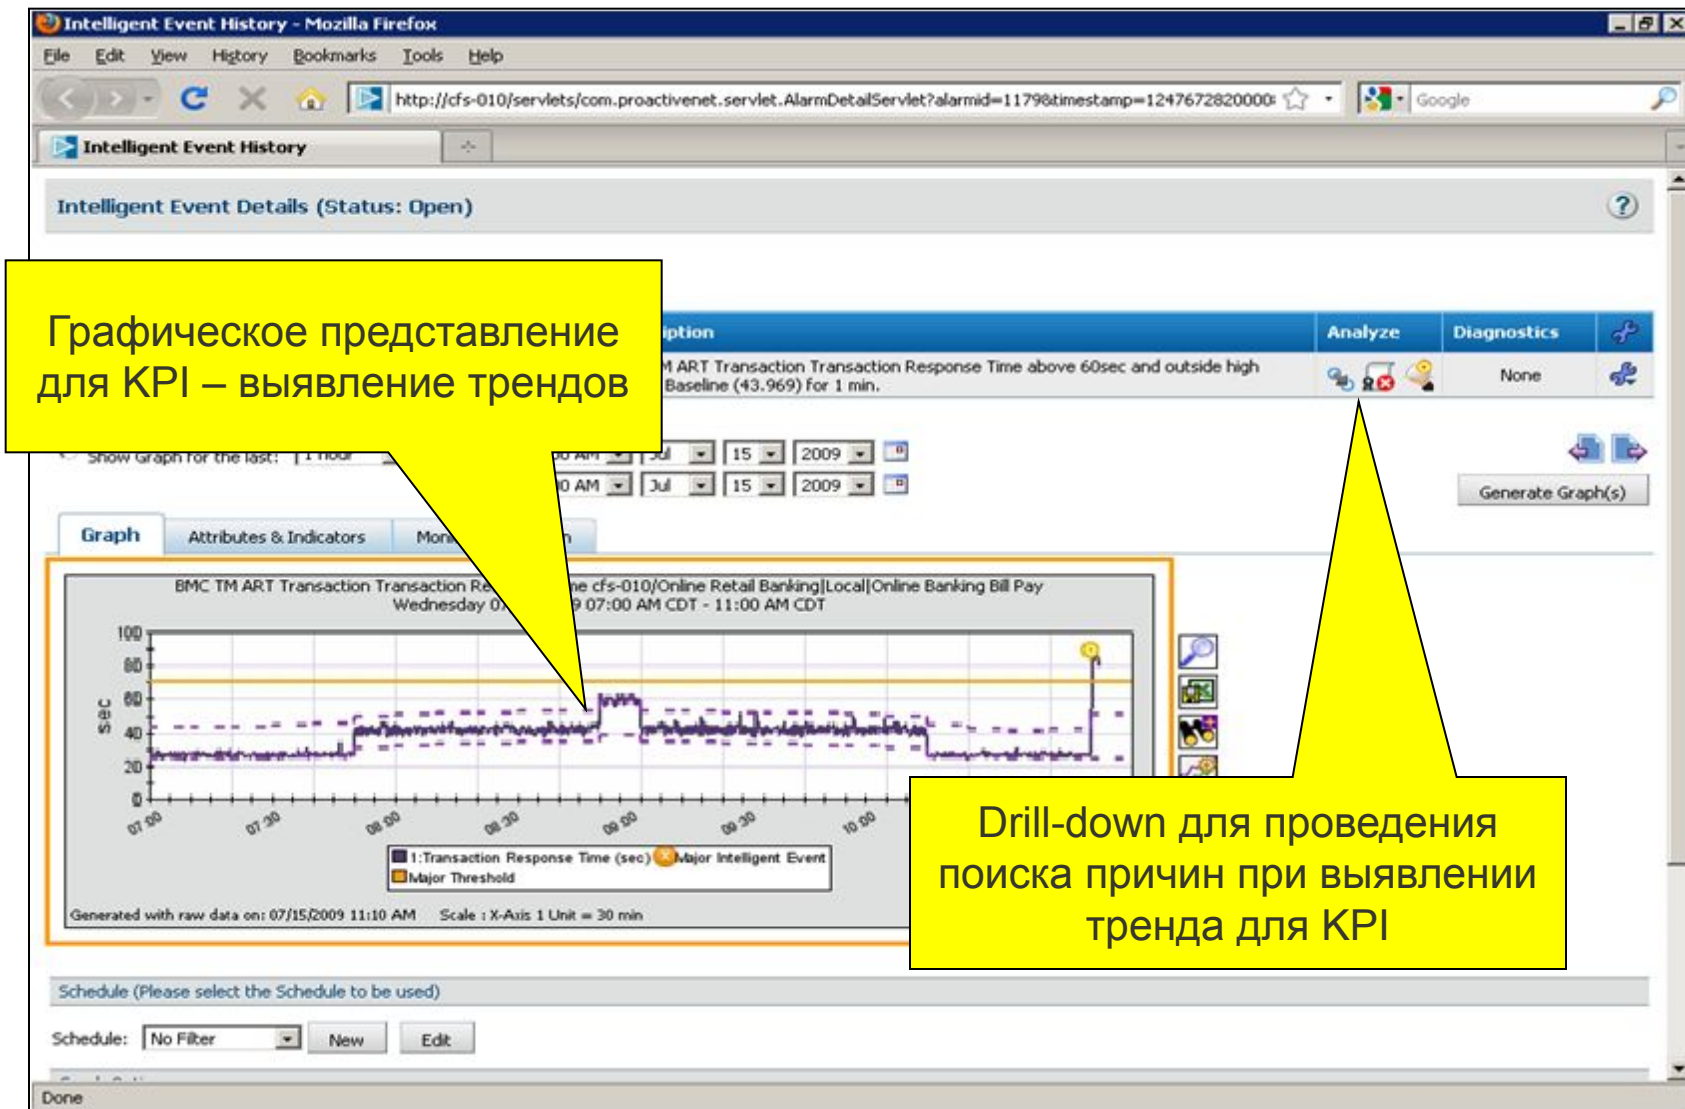 Intelligent Event History - Mozilla Firefox
File Edit View History Bookmarks Tools Help
http://cfs-010/servlets/com.proactivenet.servlet.AlarmDetailServlet?alarmid=11798&timestamp=1247672820000 Google
Intelligent Event History
Intelligent Event Details (Status: Open)
Графическое представление
для KPI – выявление трендов
Analyze Diagnostics
ART Transaction Transaction Response Time above 60sec and outside high
Baseline (43.969) for 1 min.
None
Show Graph for the last: 1 hour AM Jul 15 2009
AM Jul 15 2009
Generate Graph(s)
Graph Attributes & Indicators
BMC TM ART Transaction Transaction cfs-010/Online Retail Banking|Local|Online Banking Bill Pay
Wednesday 07:00 AM CDT - 11:00 AM CDT
100
80
60
40
20
0
sec
07:00 07:30 08:00 08:30 09:00 09:30 10:00
1:Transaction Response Time (sec) Major Intelligent Event
Major Threshold
Generated with raw data on: 07/15/2009 11:10 AM Scale : X-Axis 1 Unit = 30 min
Drill-down для проведения
поиска причин при выявлении
тренда для KPI
Schedule (Please select the Schedule to be used)
Schedule: No Filter New Edit
Done